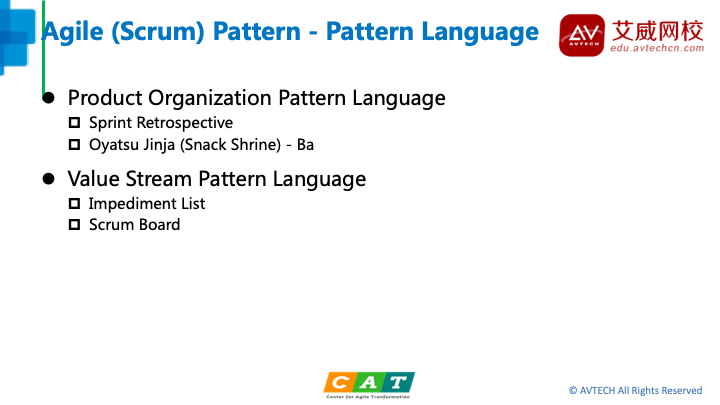 Agile (Scrum) Pattern - Pattern Language
AV
AVTECH
艾威网校
edu.avtechcn.com
● Product Organization Pattern Language
Sprint Retrospective
Oyatsu Jinja (Snack Shrine) - Ba
● Value Stream Pattern Language
Impediment List
Scrum Board
CAT
Center for Agile Tranformation
© AVTECH All Rights Reserved